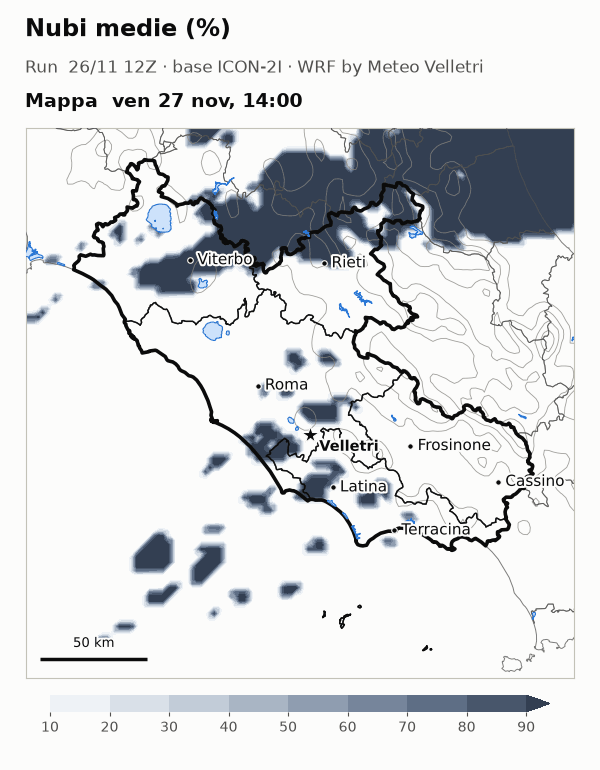 Nubi medie (%)
Run  26/11 12Z · base ICON-2I · WRF by Meteo Velletri
Mappa  ven 27 nov, 14:00
Viterbo
Rieti
Roma
Velletri
Frosinone
Cassino
Latina
Terracina
50 km
10 20 30 40 50 60 70 80 90